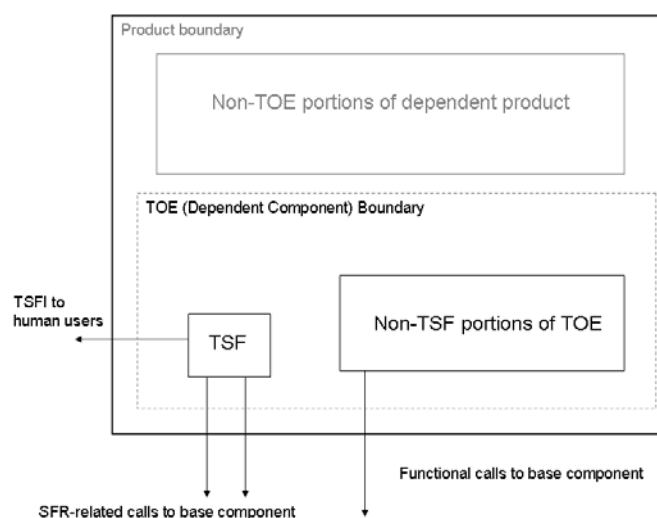 Product boundary
Non-TOE portions of dependent product
TOE (Dependent Component) Boundary
TSFI to
human users
TSF
Non-TSF portions of TOE
Functional calls to base component
SFR-related calls to base component